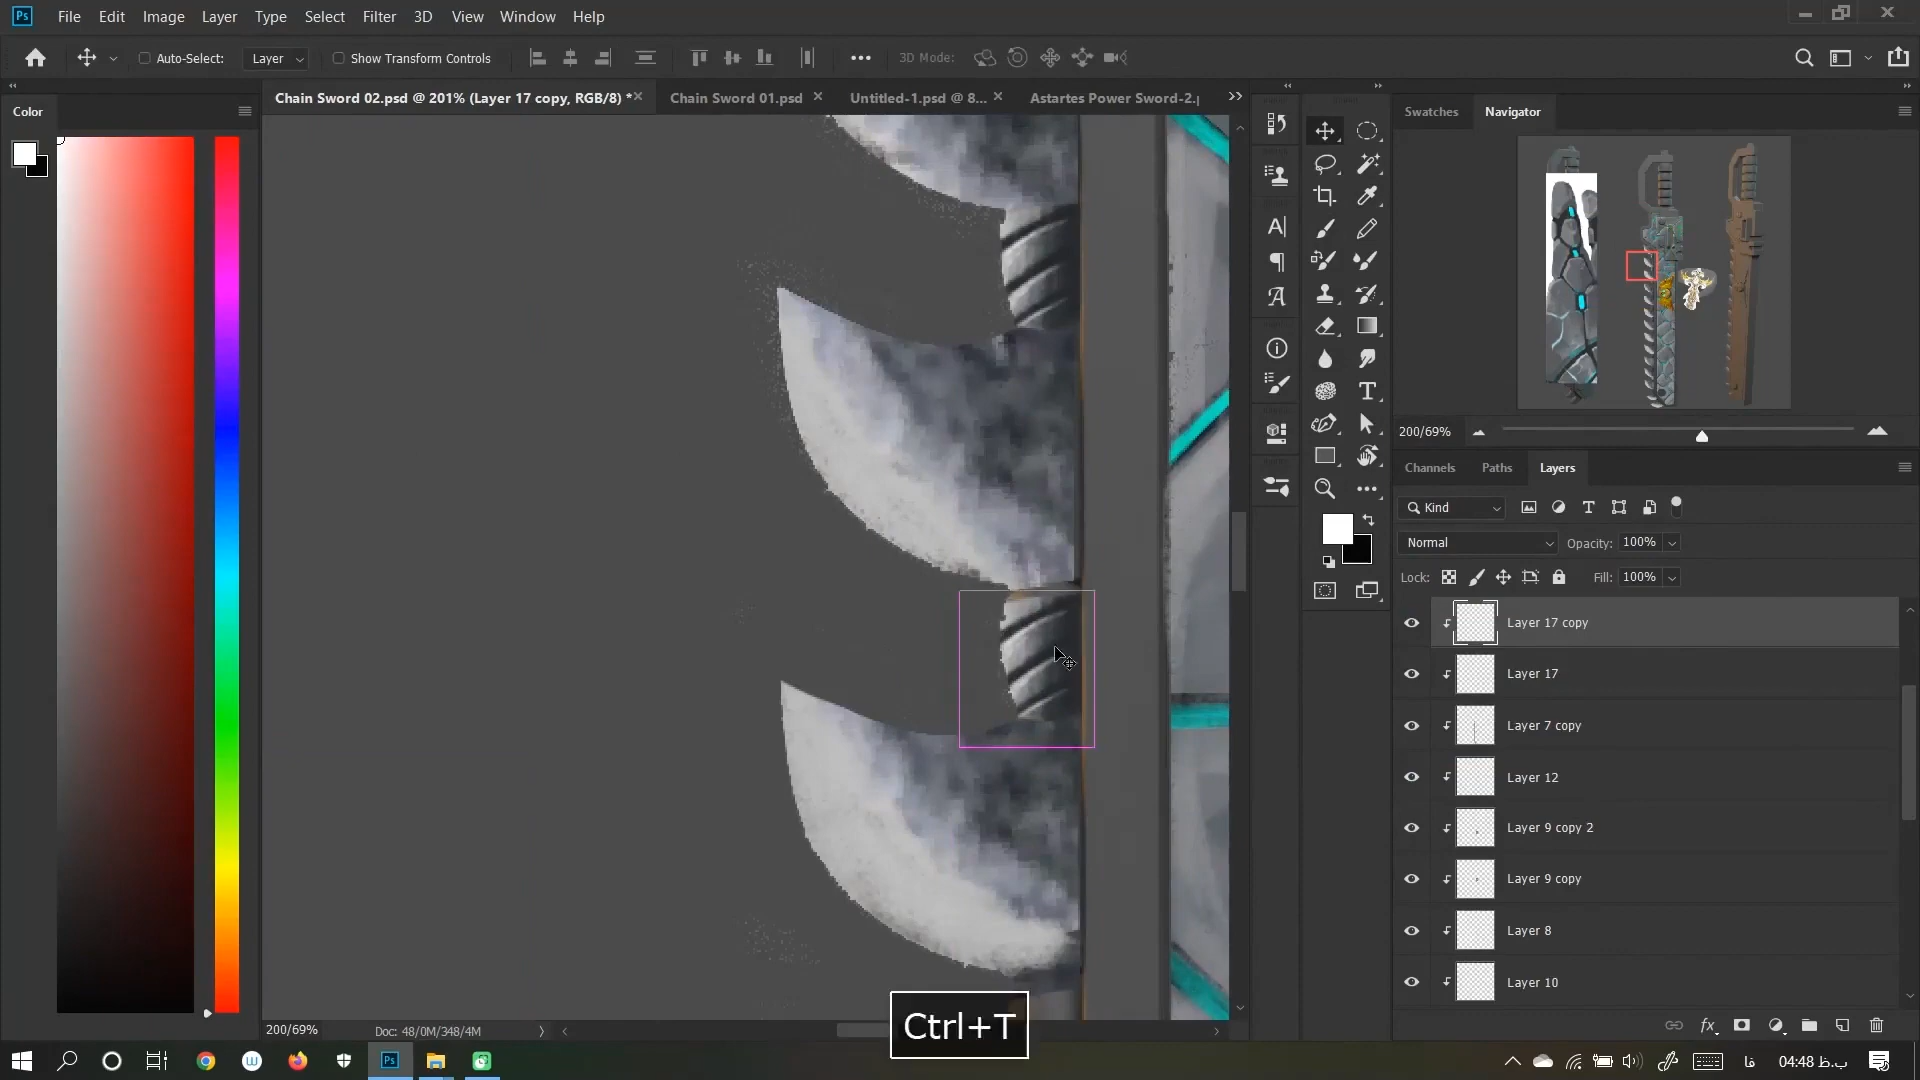 Ps File Edit Image Layer Type Select Filter 3D View Window Help
Auto-Select: Layer Show Transform Controls 3D Mode:
Color
Chain Sword 02.psd @ 201% (Layer 17 copy, RGB/8) *
Chain Sword 01.psd
Untitled-1.psd @ 8...
Astartes Power Sword-2.p
Swatches Navigator
200/69%
Channels Paths Layers
Kind
Normal Opacity: 100%
Lock: Fill: 100%
Layer 17 copy
Layer 17
Layer 7 copy
Layer 12
Layer 9 copy 2
Layer 9 copy
Layer 8
Layer 10
fx
200/69% Doc: 48/0M/348/4M
Ctrl+T
Ps
فا
04:48 ب.ظ